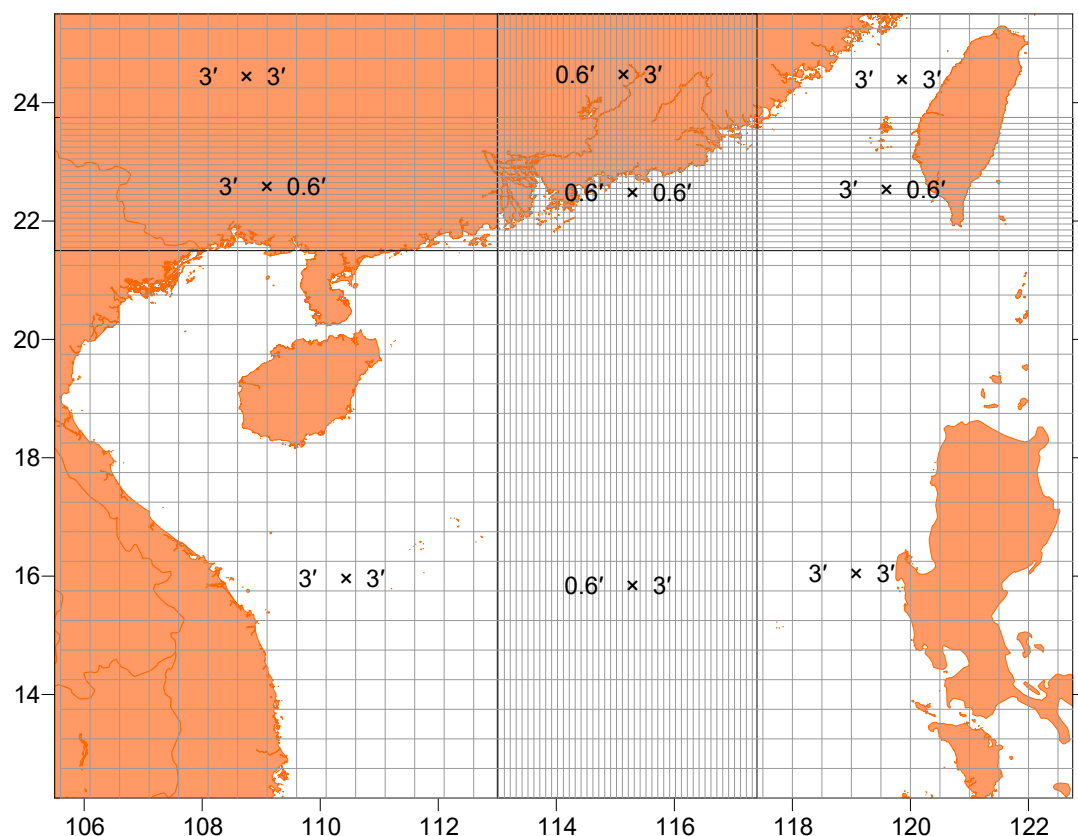 3′ × 3′
0.6′ × 3′
3′ × 3′
24
3′ × 0.6′
0.6′ × 0.6′
3′ × 0.6′
22
20
18
16
3′ × 3′
0.6′ × 3′
3′ × 3′
14
106 108 110 112 114 116 118 120 122